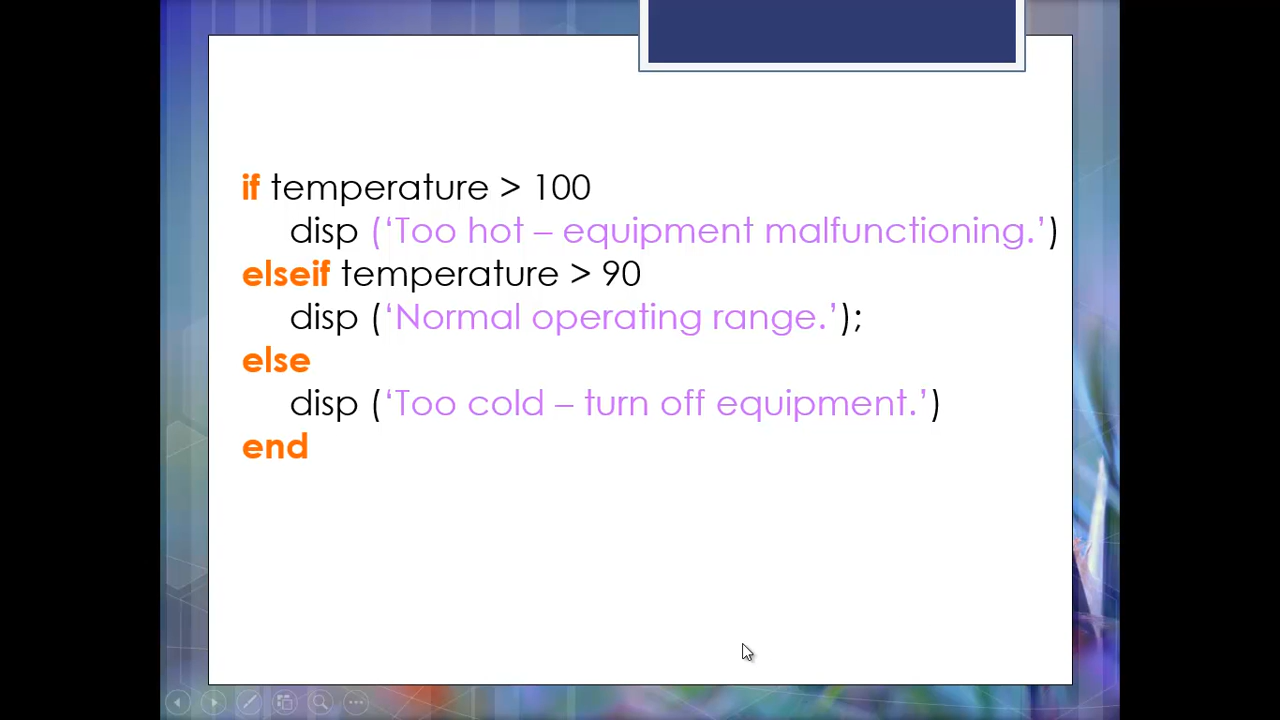 if temperature > 100
disp (‘Too hot – equipment malfunctioning.’)
elseif temperature > 90
disp (‘Normal operating range.’);
else
disp (‘Too cold – turn off equipment.’)
end